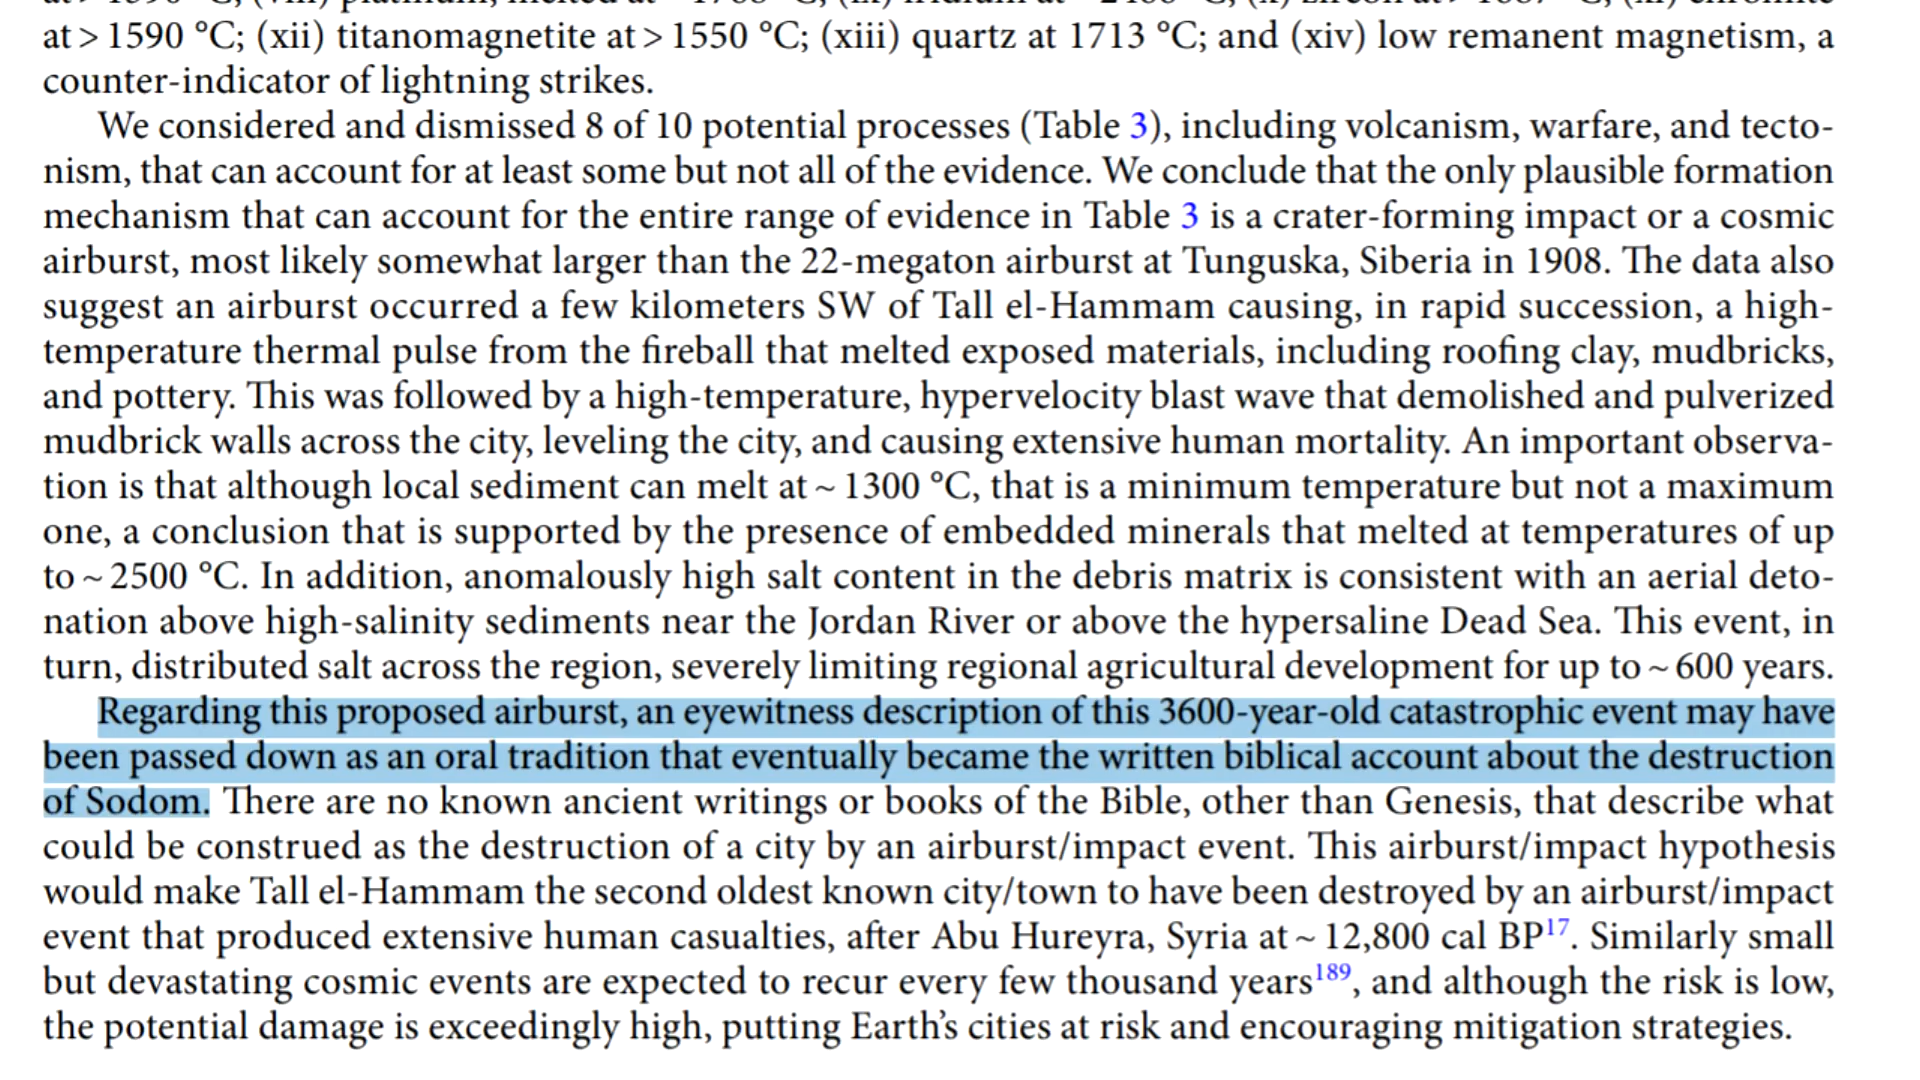 at > 1590 °C; (xii) titanomagnetite at > 1550 °C; (xiii) quartz at 1713 °C; and (xiv) low remanent magnetism, a
counter-indicator of lightning strikes.
We considered and dismissed 8 of 10 potential processes (Table 3), including volcanism, warfare, and tecto-
nism, that can account for at least some but not all of the evidence. We conclude that the only plausible formation
mechanism that can account for the entire range of evidence in Table 3 is a crater-forming impact or a cosmic
airburst, most likely somewhat larger than the 22-megaton airburst at Tunguska, Siberia in 1908. The data also
suggest an airburst occurred a few kilometers SW of Tall el-Hammam causing, in rapid succession, a high-
temperature thermal pulse from the fireball that melted exposed materials, including roofing clay, mudbricks,
and pottery. This was followed by a high-temperature, hypervelocity blast wave that demolished and pulverized
mudbrick walls across the city, leveling the city, and causing extensive human mortality. An important observa-
tion is that although local sediment can melt at ~ 1300 °C, that is a minimum temperature but not a maximum
one, a conclusion that is supported by the presence of embedded minerals that melted at temperatures of up
to ~ 2500 °C. In addition, anomalously high salt content in the debris matrix is consistent with an aerial deto-
nation above high-salinity sediments near the Jordan River or above the hypersaline Dead Sea. This event, in
turn, distributed salt across the region, severely limiting regional agricultural development for up to ~ 600 years.
Regarding this proposed airburst, an eyewitness description of this 3600-year-old catastrophic event may have
been passed down as an oral tradition that eventually became the written biblical account about the destruction
of Sodom. There are no known ancient writings or books of the Bible, other than Genesis, that describe what
could be construed as the destruction of a city by an airburst/impact event. This airburst/impact hypothesis
would make Tall el-Hammam the second oldest known city/town to have been destroyed by an airburst/impact
event that produced extensive human casualties, after Abu Hureyra, Syria at ~ 12,800 cal BP17. Similarly small
but devastating cosmic events are expected to recur every few thousand years189, and although the risk is low,
the potential damage is exceedingly high, putting Earth's cities at risk and encouraging mitigation strategies.